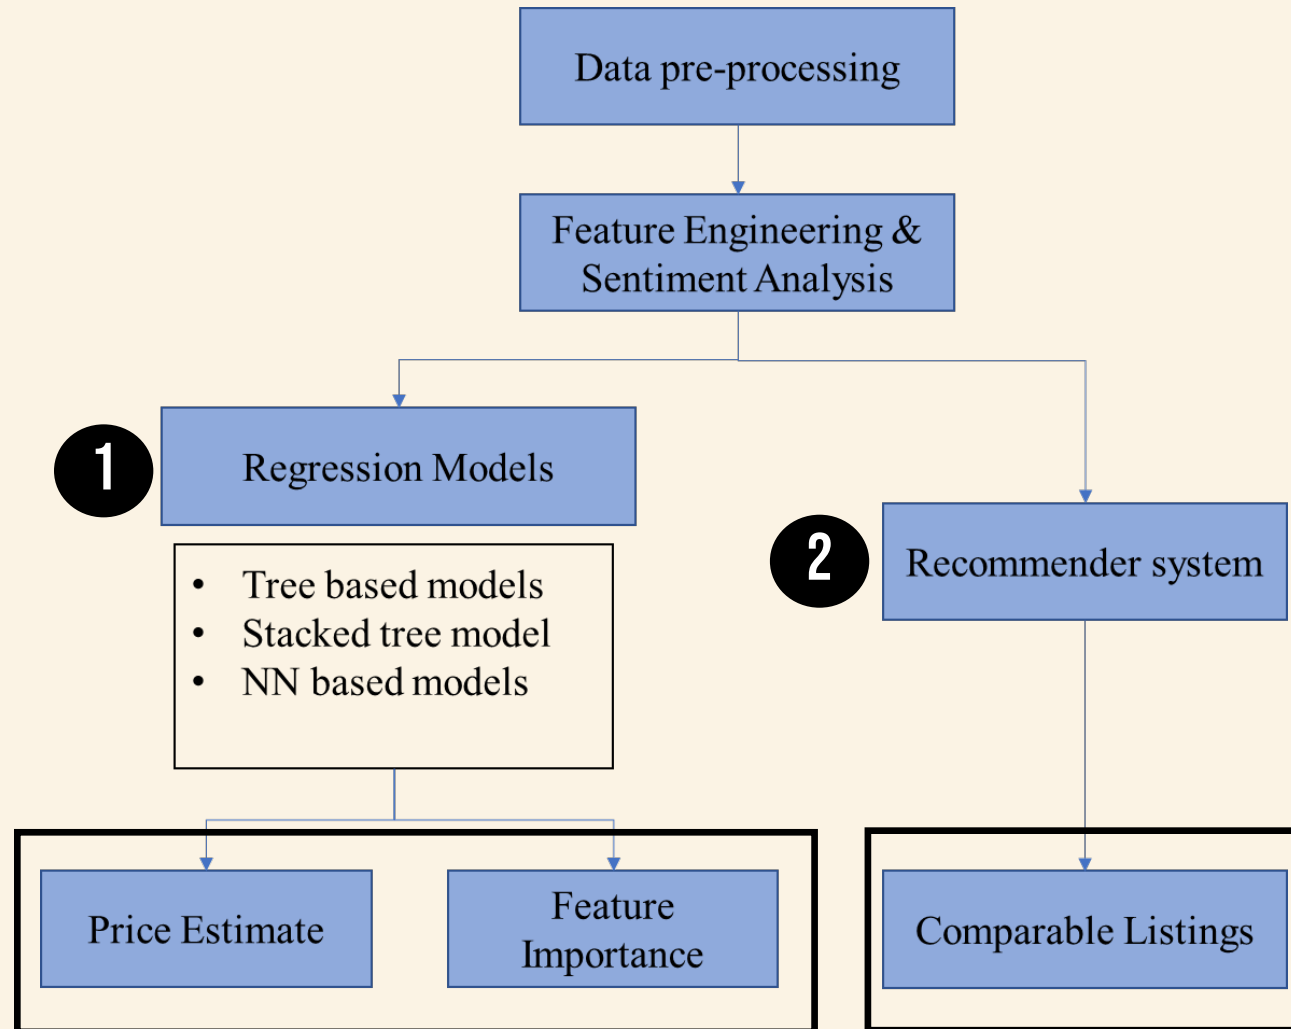 Data pre-processing
Feature Engineering &
Sentiment Analysis
1
Regression Models
• Tree based models
• Stacked tree model
• NN based models
2
Recommender system
Price Estimate
Feature
Importance
Comparable Listings